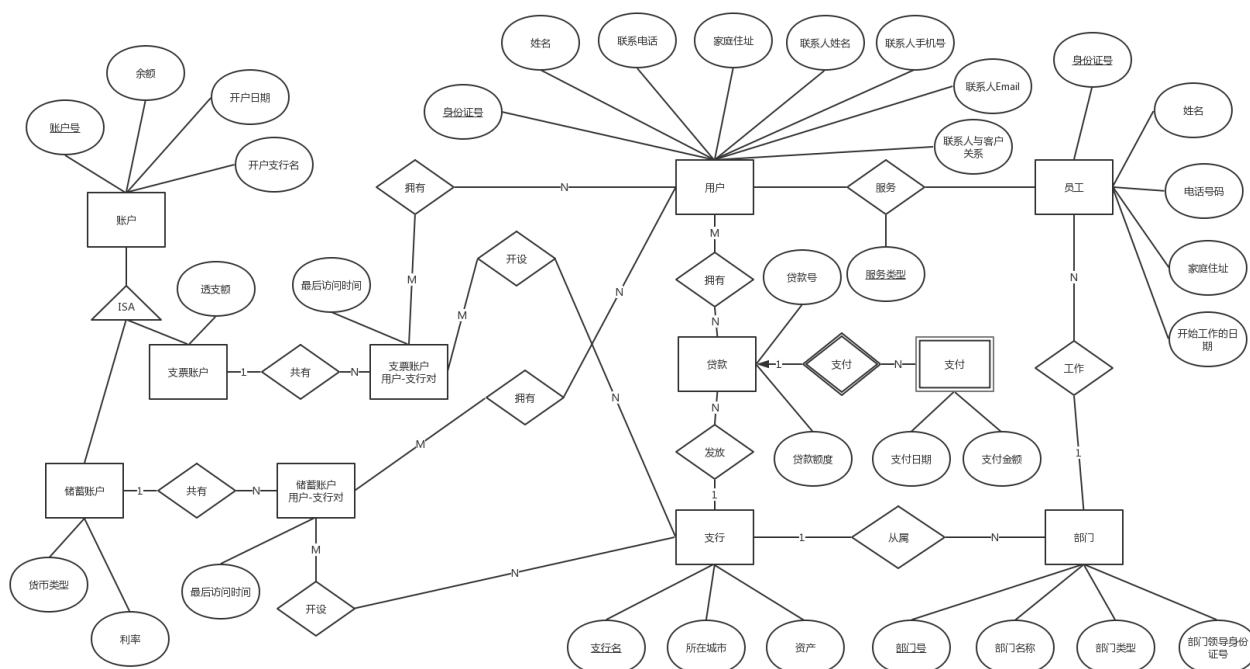 余额
账户号
开户日期
开户支行名
账户
ISA
透支额
最后访问时间
支票账户
1
共有
N
支票账户
用户-支行对
储蓄账户
1
共有
N
储蓄账户
用户-支行对
货币类型
利率
最后访问时间
M
开设
N
拥有
N
M
开设
M
N
拥有
M
N
姓名
联系电话
家庭住址
联系人姓名
联系人手机号
联系人Email
联系人与客户
关系
身份证号
用户
服务
服务类型
员工
身份证号
姓名
电话号码
家庭住址
开始工作的日
期
M
拥有
N
贷款
贷款号
贷款额度
1
支付
N
支付
支付日期
支付金额
N
发放
1
N
工作
1
支行
1
从属
N
部门
支行名
所在城市
资产
部门号
部门名称
部门类型
部门领导身份
证号